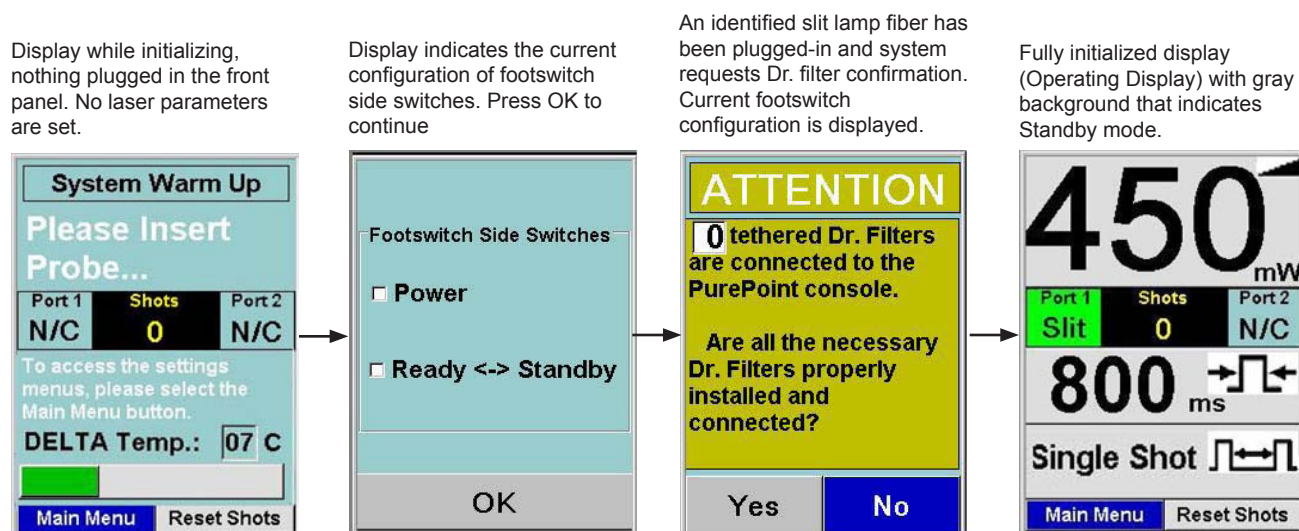 Display while initializing,
nothing plugged in the front
panel. No laser parameters
are set.
System Warm Up
Please Insert
Probe...
Port 1 Shots Port 2
N/C 0 N/C
To access the settings
menus, please select the
Main Menu button.
DELTA Temp.: 07 C
Main Menu Reset Shots
Display indicates the current
configuration of footswitch
side switches. Press OK to
continue
Footswitch Side Switches
Power
Ready <-> Standby
OK
An identified slit lamp fiber has
been plugged-in and system
requests Dr. filter confirmation.
Current footswitch
configuration is displayed.
ATTENTION
0 tethered Dr. Filters
are connected to the
PurePoint console.
Are all the necessary
Dr. Filters properly
installed and
connected?
Yes No
Fully initialized display
(Operating Display) with gray
background that indicates
Standby mode.
450
mW
Port 1 Shots Port 2
Slit 0 N/C
800 ms
Single Shot
Main Menu Reset Shots